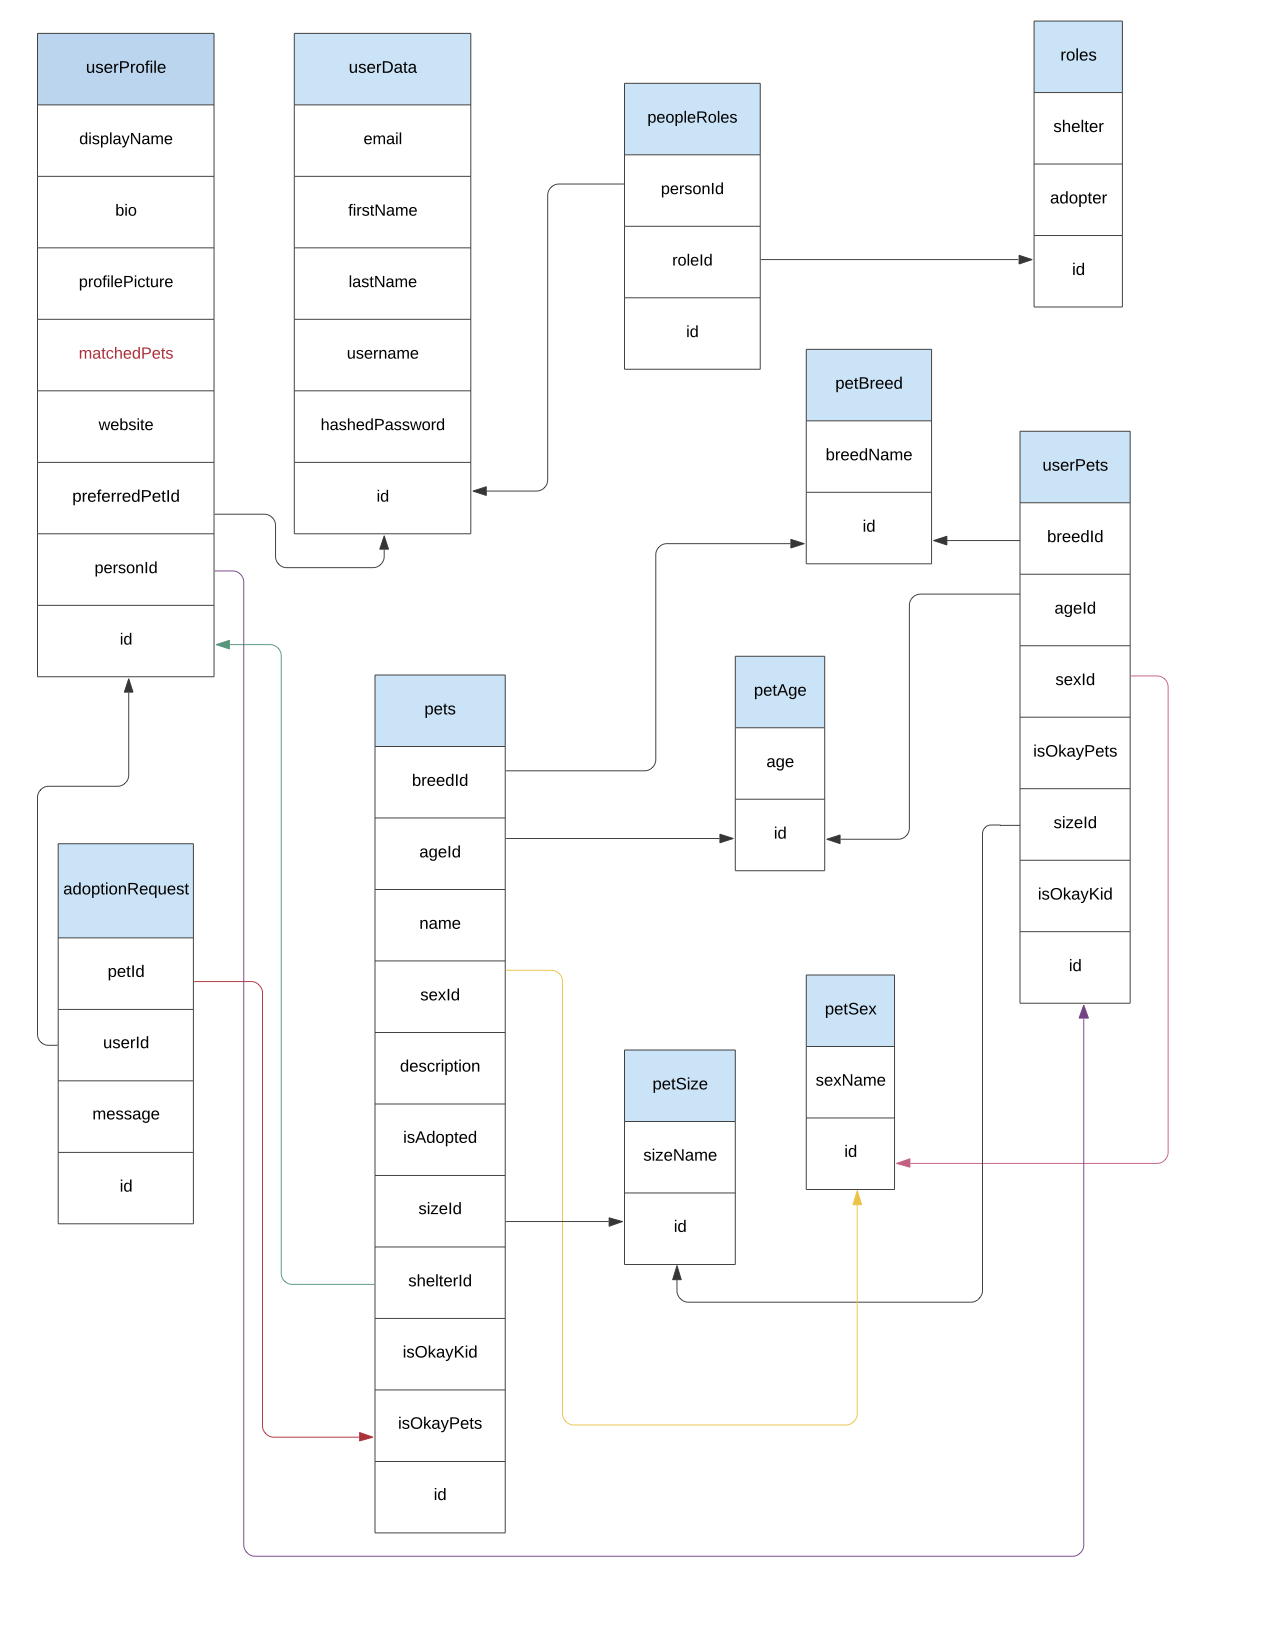 userProfile
displayName
bio
profilePicture
matchedPets
website
preferredPetId
personId
id
userData
email
firstName
lastName
username
hashedPassword
id
peopleRoles
personId
roleId
id
roles
shelter
adopter
id
petBreed
breedName
id
userPets
breedId
ageId
sexId
isOkayPets
sizeId
isOkayKid
id
petAge
age
id
pets
breedId
ageId
name
sexId
description
isAdopted
sizeId
shelterId
isOkayKid
isOkayPets
id
adoptionRequest
petId
userId
message
id
petSize
sizeName
id
petSex
sexName
id